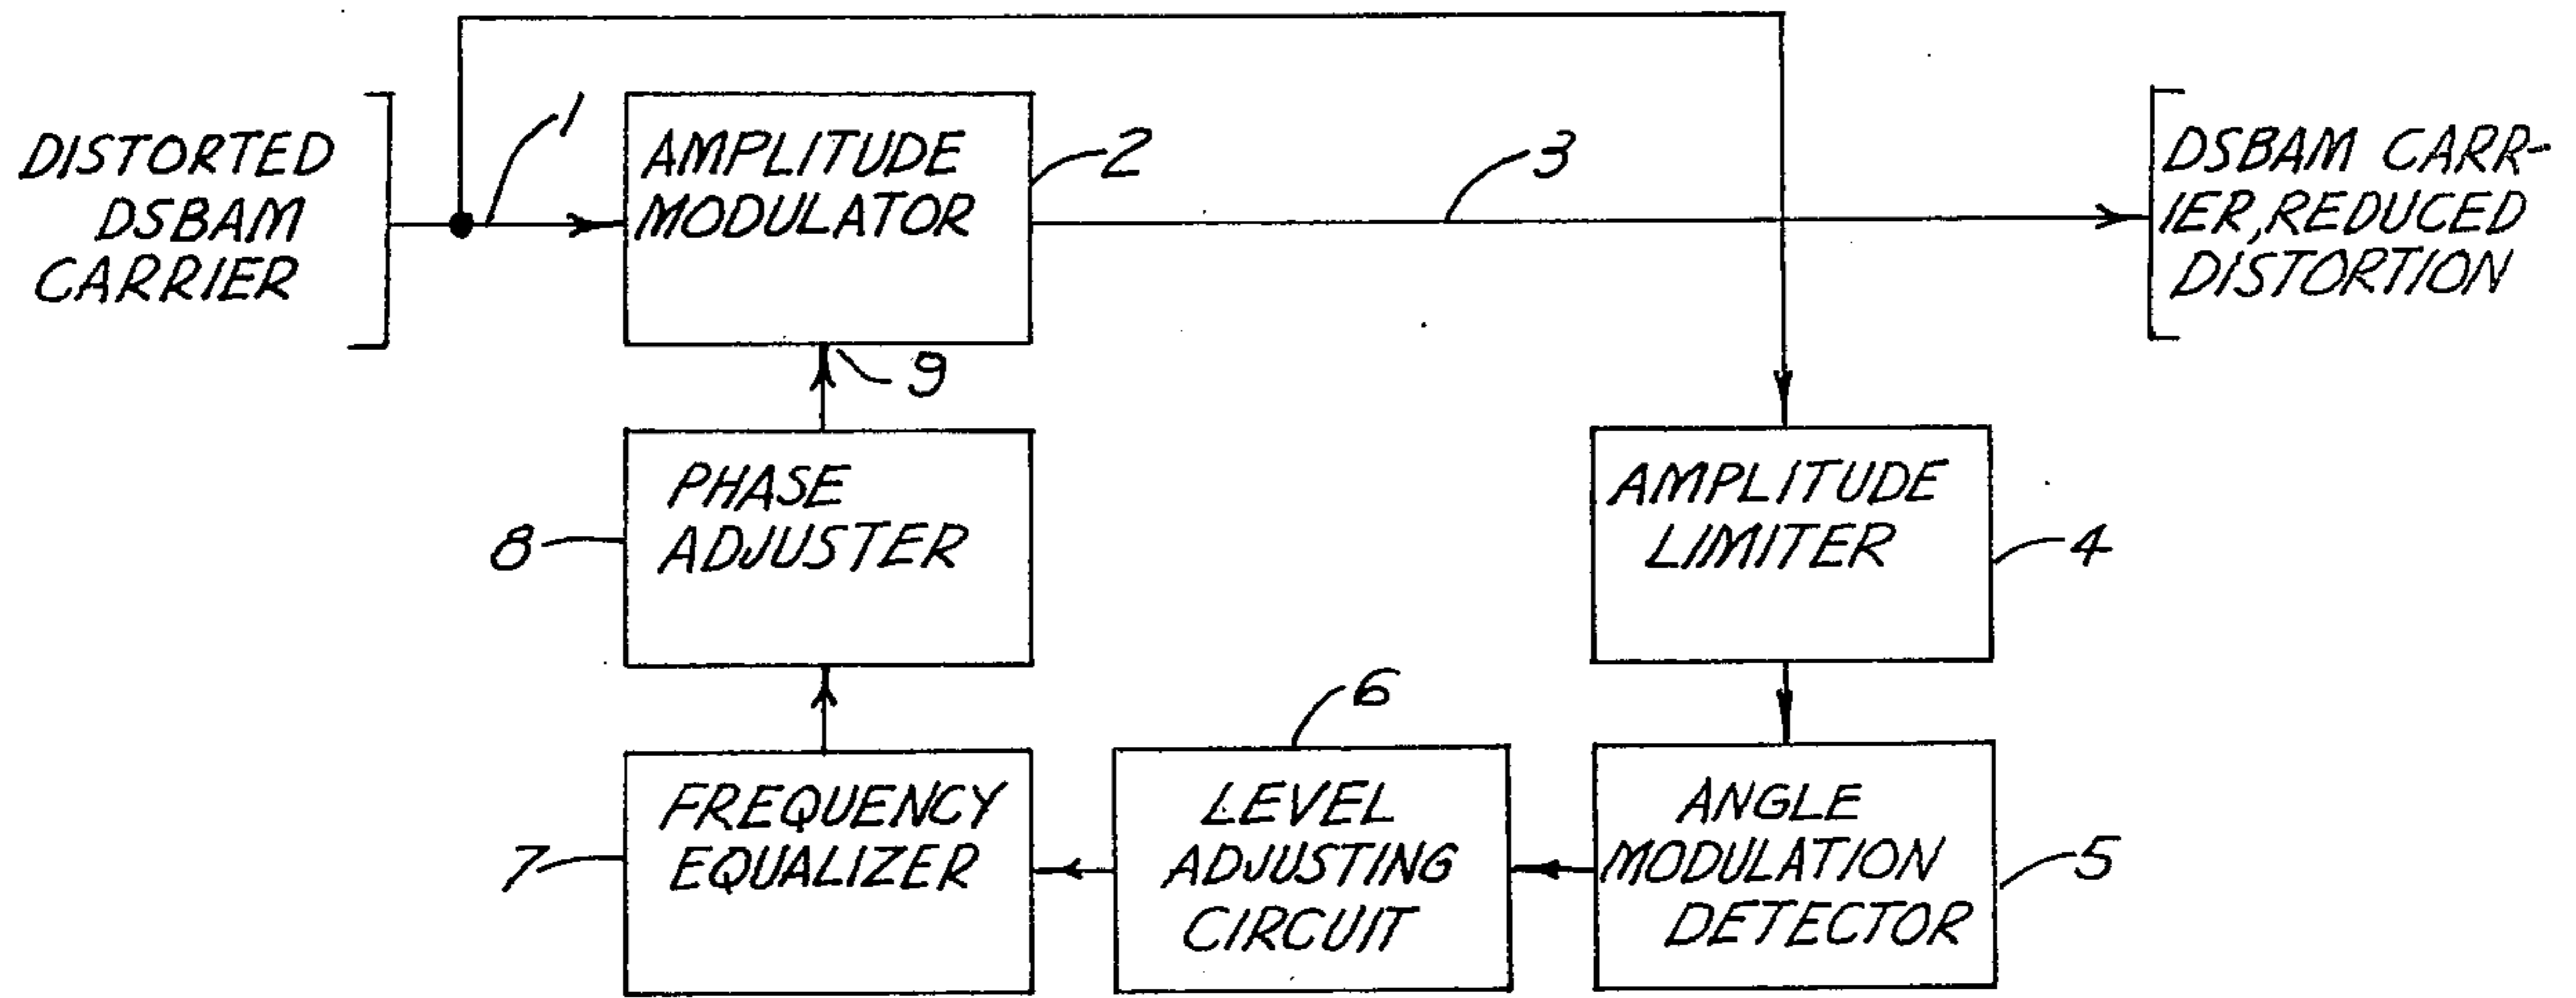 DISTORTED
DSBAM
CARRIER
1
AMPLITUDE
MODULATOR
2
3
DSBAM CARR-
IER, REDUCED
DISTORTION
9
PHASE
ADJUSTER
8
AMPLITUDE
LIMITER
4
6
FREQUENCY
EQUALIZER
7
LEVEL
ADJUSTING
CIRCUIT
ANGLE
MODULATION
DETECTOR
5